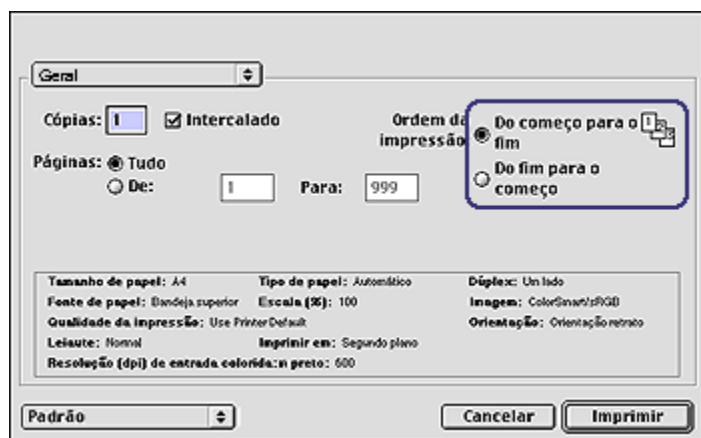 Geral
Cópias: 1 Intercalado Ordem da impressão Do começo para o fim 1 2 3
Páginas: Tudo Do fim para o começo
De: 1 Para: 999
Tamanho de papel: A4 Tipo de papel: Automático Dúplex: Um lado
Fonte de papel: Bandeja superior Escala (%): 100 Imagem: ColorSmart/sRGB
Qualidade da impressão: Use Printer Default Orientação: Orientação retrato
Leiaute: Normal Imprimir em: Segundo plano
Resolução (dpi) de entrada colorida:n preto: 600
Padrão Cancelar Imprimir